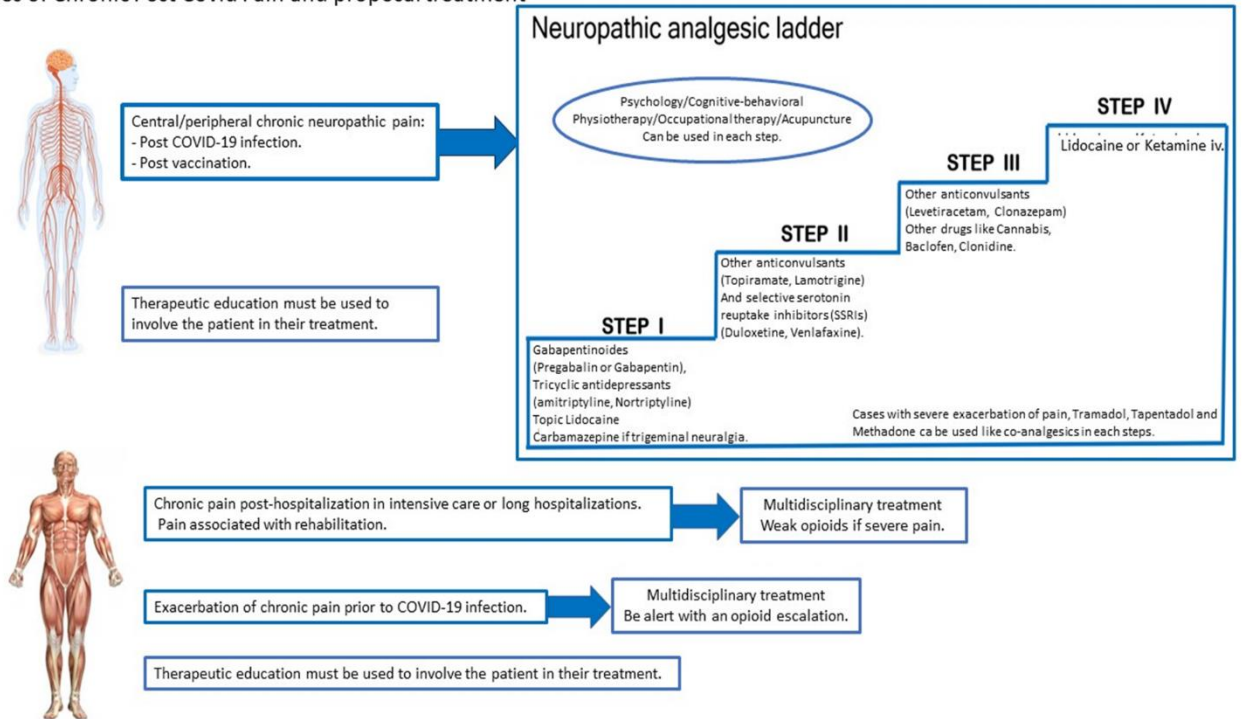 of Chronic Post Covid Pain and propocal treatment
Neuropathic analgesic ladder
Psychology/Cognitive-behavioral
Physiotherapy/Occupational therapy/Acupuncture
Can be used in each step.
Central/peripheral chronic neuropathic pain:
- Post COVID-19 infection.
- Post vaccination.
Therapeutic education must be used to
involve the patient in their treatment.
STEP I
Gabapentinoides
(Pregabalin or Gabapentin),
Tricyclic antidepressants
(amitriptyline, Nortriptyline)
Topic Lidocaine
Carbamazepine if trigeminal neuralgia.
STEP II
Other anticonvulsants
(Topiramate, Lamotrigine)
And selective serotonin
reuptake inhibitors(SSRIs)
(Duloxetine, Venlafaxine).
STEP III
Other anticonvulsants
(Levetiracetam, Clonazepam)
Other drugs like Cannabis,
Baclofen, Clonidine.
STEP IV
Lidocaine or Ketamine iv.
Cases with severe exacerbation of pain, Tramadol, Tapentadol and
Methadone ca be used like co-analgesics in each steps.
Chronic pain post-hospitalization in intensive care or long hospitalizations.
Pain associated with rehabilitation.
Multidisciplinary treatment
Weak opioids if severe pain.
Exacerbation of chronic pain prior to COVID-19 infection.
Multidisciplinary treatment
Be alert with an opioid escalation.
Therapeutic education must be used to involve the patient in their treatment.